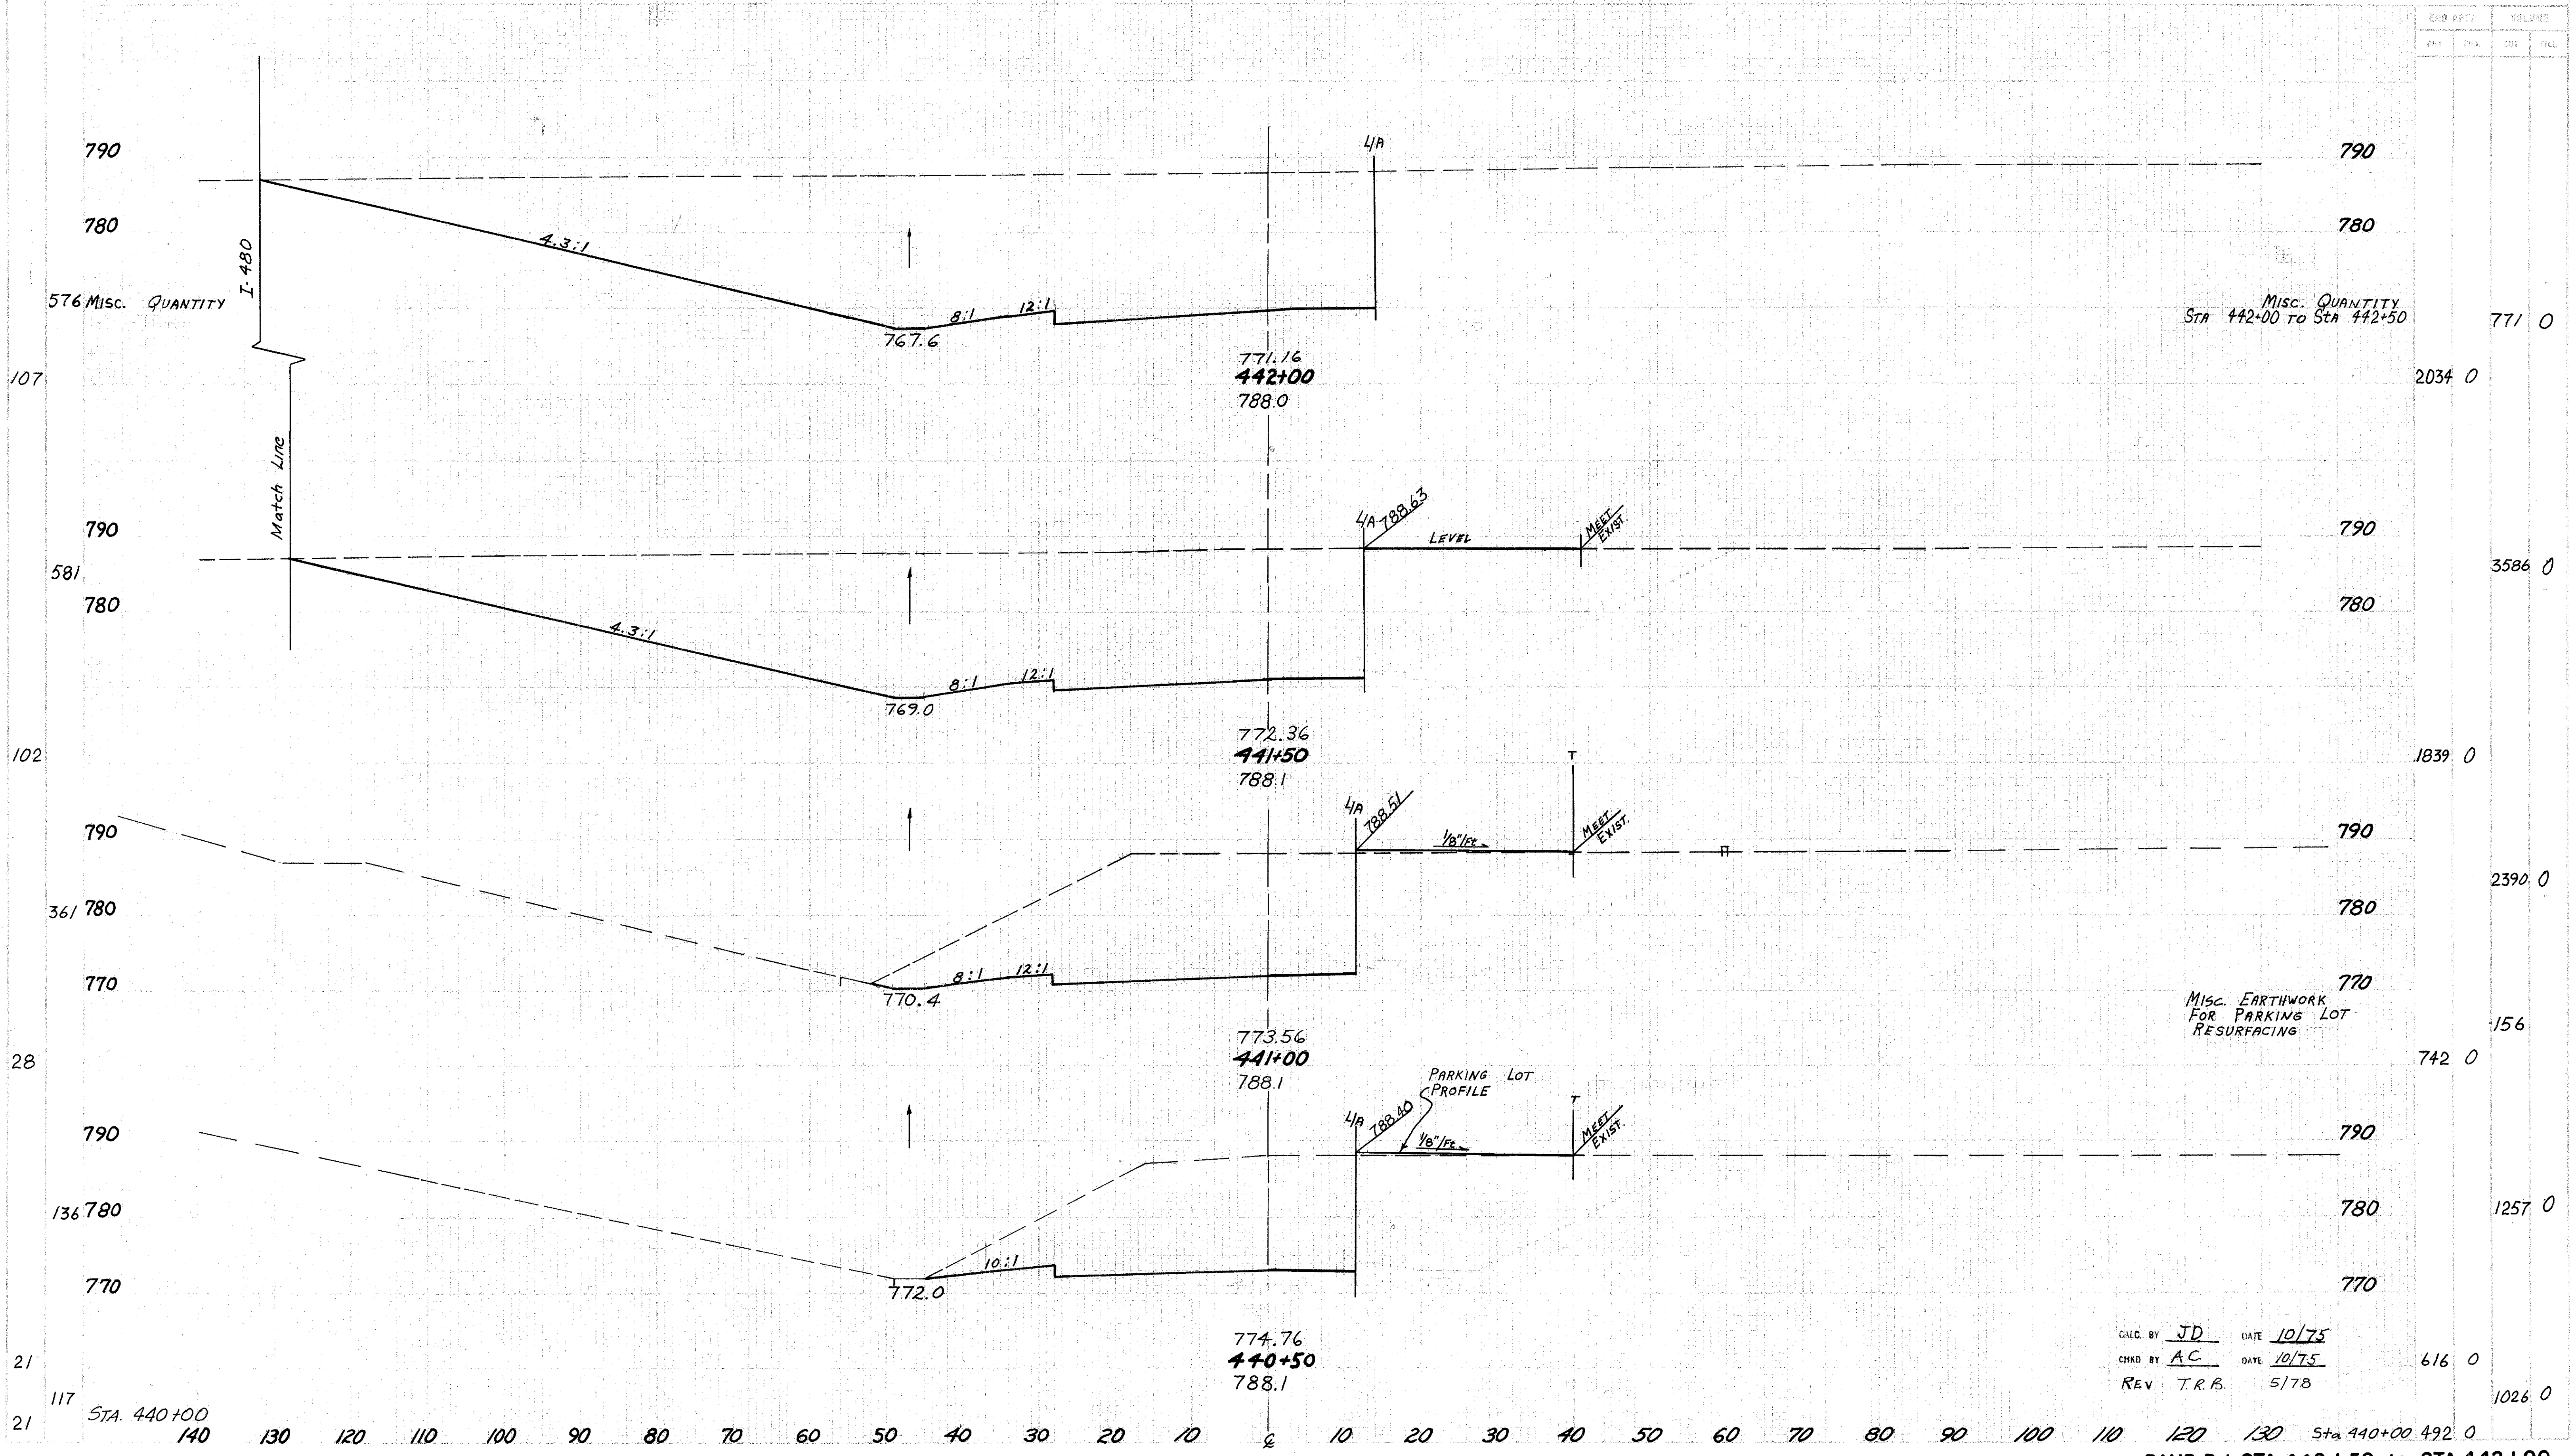 END AREA VOLUME
CUT FILL CUT FILL
4A
790 790
780 780
4.3:1
I-480
576 MISC. QUANTITY
8:1 12:1
MISC. QUANTITY
STA 442+00 TO STA 442+50
771 0
767.6
771.16
442+00
788.0
107
2034 0
Match Line
4A 788.63
MEET EXIST.
LEVEL
790 790
581
3586 0
780 780
4.3:1
8:1 12:1
769.0
772.36
441+50
788.1
102
1839 0
T
4A 788.51
MEET EXIST.
1/8"/Ft.
790 790
2390 0
361 780 780
8:1 12:1
770 770
770.4
MISC. EARTHWORK
FOR PARKING LOT
RESURFACING
156
773.56
441+00
788.1
28
742 0
PARKING LOT
PROFILE
T
4A 788.40
MEET EXIST.
1/8"/Ft.
790 790
136 780 780
1257 0
10:1
770 770
772.0
774.76
440+50
788.1
CALC. BY JD DATE 10/75
CHKD BY AC DATE 10/75
REV T.R.B. 5/78
21
616 0
117
1026 0
STA. 440+00
21
140 130 120 110 100 90 80 70 60 50 40 30 20 10 ℄ 10 20 30 40 50 60 70 80 90 100 110 120 130 Sta 440+00 492 0